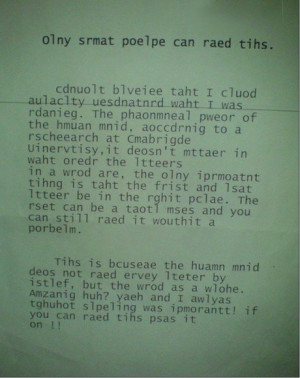 Olny srmat poelpe can raed tihs.
cdnuolt blveiee taht I cluod
aulaclty uesdnatnrd waht I was
rdanieg. The phaonmneal pweor of
the hmuan mnid, aoccdrnig to a
rscheearch at Cmabrigde
Uinervtisy,it deosn't mttaer in
waht oredr the ltteers
in a wrod are, the olny iprmoatnt
tihng is taht the frist and lsat
ltteer be in the rghit pclae. The
rset can be a taotl mses and you
can still raed it wouthit a
porbelm.
Tihs is bcuseae the huamn mnid
deos not raed ervey lteter by
istlef, but the wrod as a wlohe.
Amzanig huh? yaeh and I awlyas
tghuhot slpeling was ipmorantt! if
you can raed tihs psas it
on !!